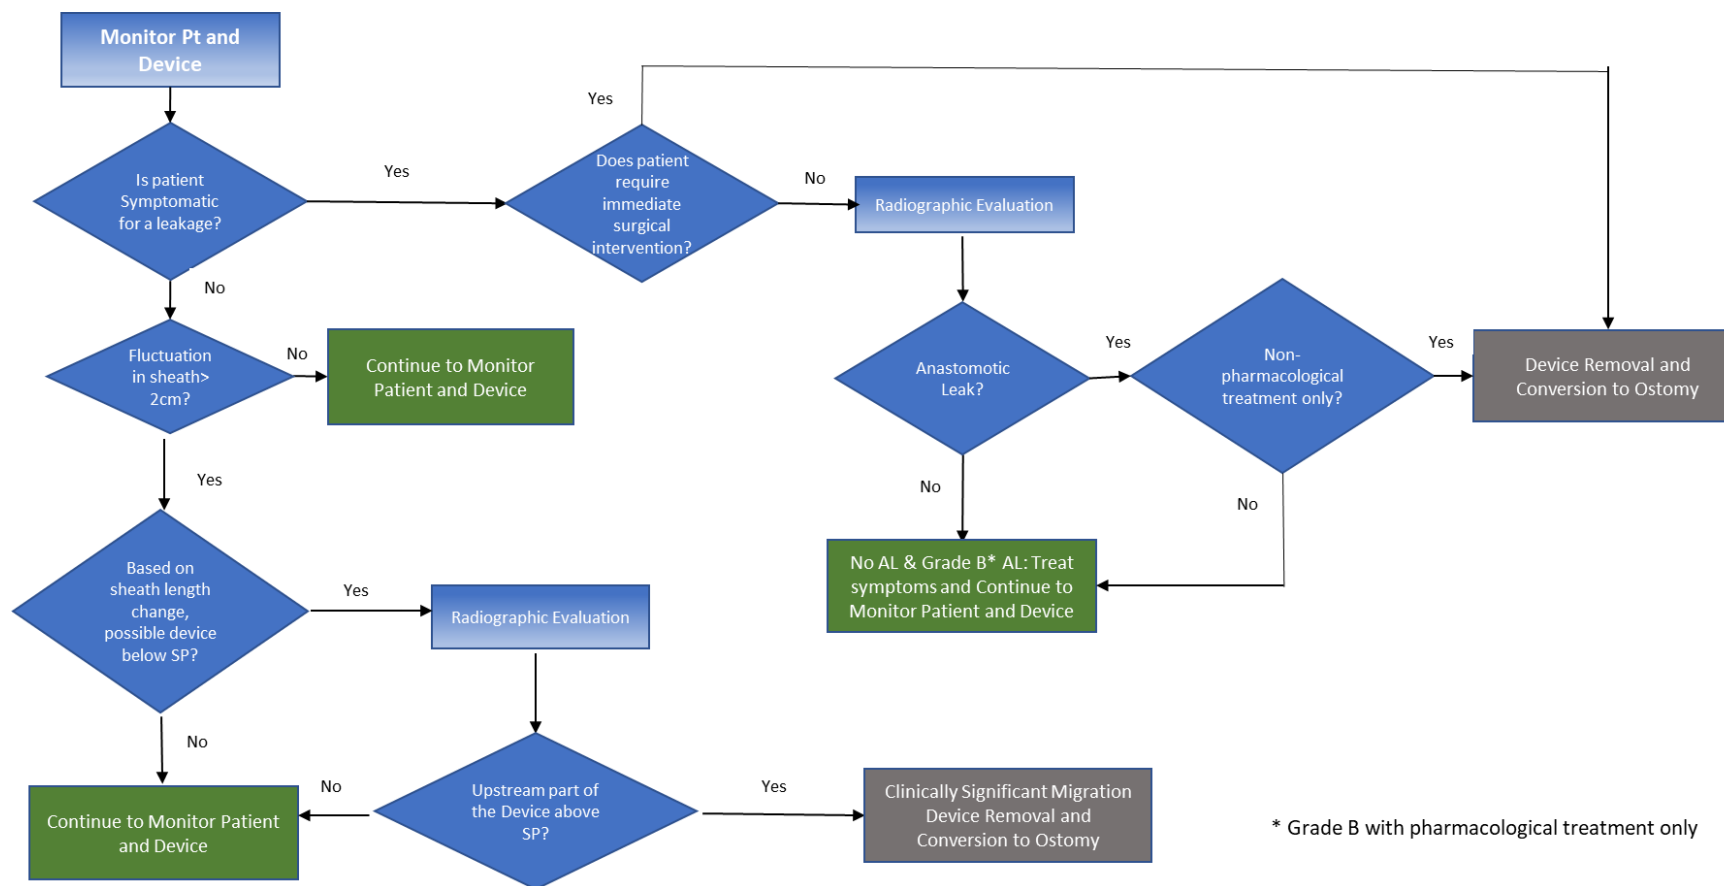 Monitor Pt and
Device
Yes
Is patient
Symptomatic
for a leakage?
Yes
Does patient
require
immediate
surgical
intervention?
No
Radiographic Evaluation
No
Fluctuation
in sheath>
2cm?
No
Continue to Monitor
Patient and Device
Anastomotic
Leak?
Yes
Non-
pharmacological
treatment only?
Yes
Device Removal and
Conversion to Ostomy
Yes
No
No
Based on
sheath length
change,
possible device
below SP?
Yes
Radiographic Evaluation
No AL & Grade B* AL: Treat
symptoms and Continue to
Monitor Patient and Device
No
Continue to Monitor Patient
and Device
No
Upstream part of
the Device above
SP?
Yes
Clinically Significant Migration
Device Removal and
Conversion to Ostomy
* Grade B with pharmacological treatment only